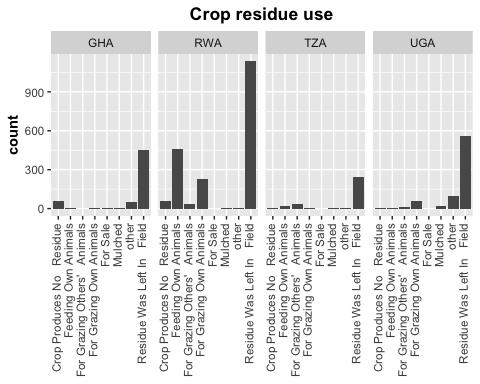 Crop residue use
GHA
RWA
TZA
UGA
count
900
600
300
0
Crop Produces No Residue
Feeding Own Animals
For Grazing Others' Animals
For Grazing Own Animals
For Sale
Mulched
other
Residue Was Left In Field
Crop Produces No Residue
Feeding Own Animals
For Grazing Others' Animals
For Grazing Own Animals
For Sale
Mulched
other
Residue Was Left In Field
Crop Produces No Residue
Feeding Own Animals
For Grazing Others' Animals
For Grazing Own Animals
For Sale
Mulched
other
Residue Was Left In Field
Crop Produces No Residue
Feeding Own Animals
For Grazing Others' Animals
For Grazing Own Animals
For Sale
Mulched
other
Residue Was Left In Field